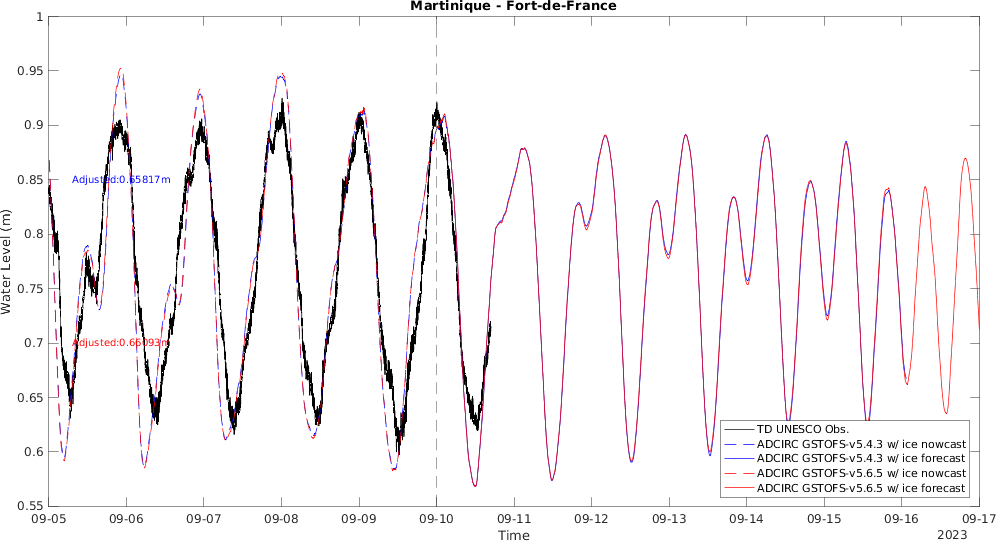 Martinique - Fort-de-France
1
0.95
0.9
0.85
0.8
0.75
0.7
0.65
0.6
0.55
Water Level (m)
Adjusted:0.65817m
Adjusted:0.66093m
TD UNESCO Obs.
ADCIRC GSTOFS-v5.4.3 w/ ice nowcast
ADCIRC GSTOFS-v5.4.3 w/ ice forecast
ADCIRC GSTOFS-v5.6.5 w/ ice nowcast
ADCIRC GSTOFS-v5.6.5 w/ ice forecast
09-05 09-06 09-07 09-08 09-09 09-10 09-11 09-12 09-13 09-14 09-15 09-16 09-17
Time
2023